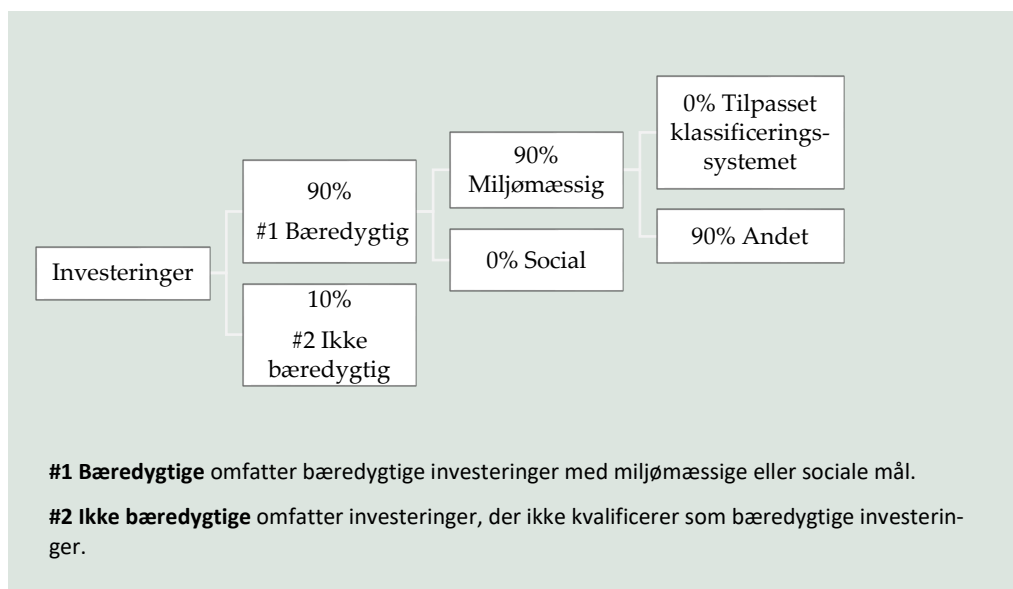 Investeringer
90%
#1 Bæredygtig
10%
#2 Ikke
bæredygtig
90%
Miljømæssig
0% Social
0% Tilpasset
klassificerings-
systemet
90% Andet
#1 Bæredygtige omfatter bæredygtige investeringer med miljømæssige eller sociale mål.
#2 Ikke bæredygtige omfatter investeringer, der ikke kvalificerer som bæredygtige investerin-
ger.